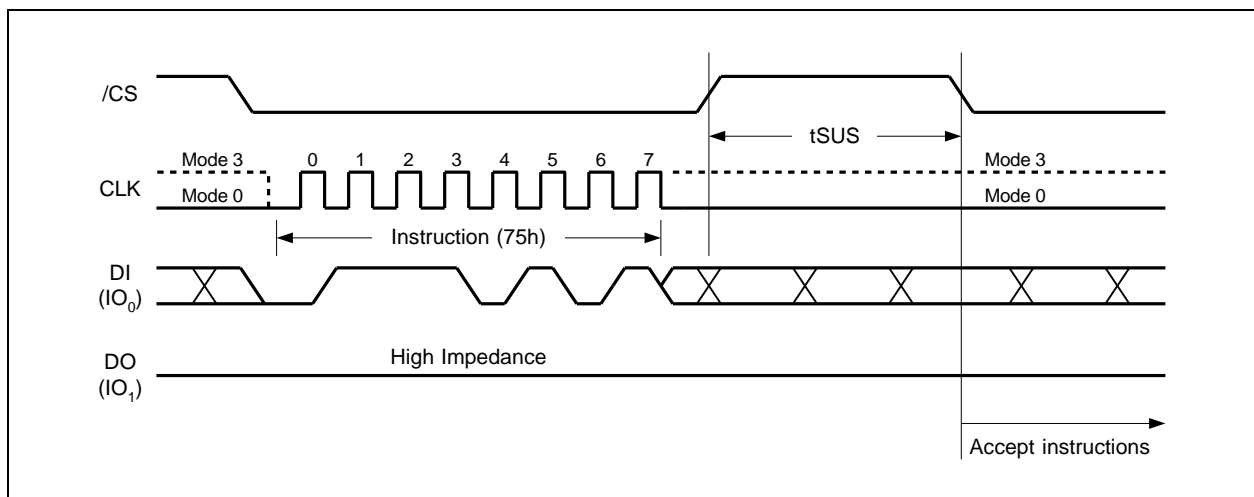 /CS
tSUS
Mode 3
0 1 2 3 4 5 6 7
Mode 3
CLK
Mode 0
Mode 0
Instruction (75h)
DI
(IO0)
High Impedance
DO
(IO1)
Accept instructions